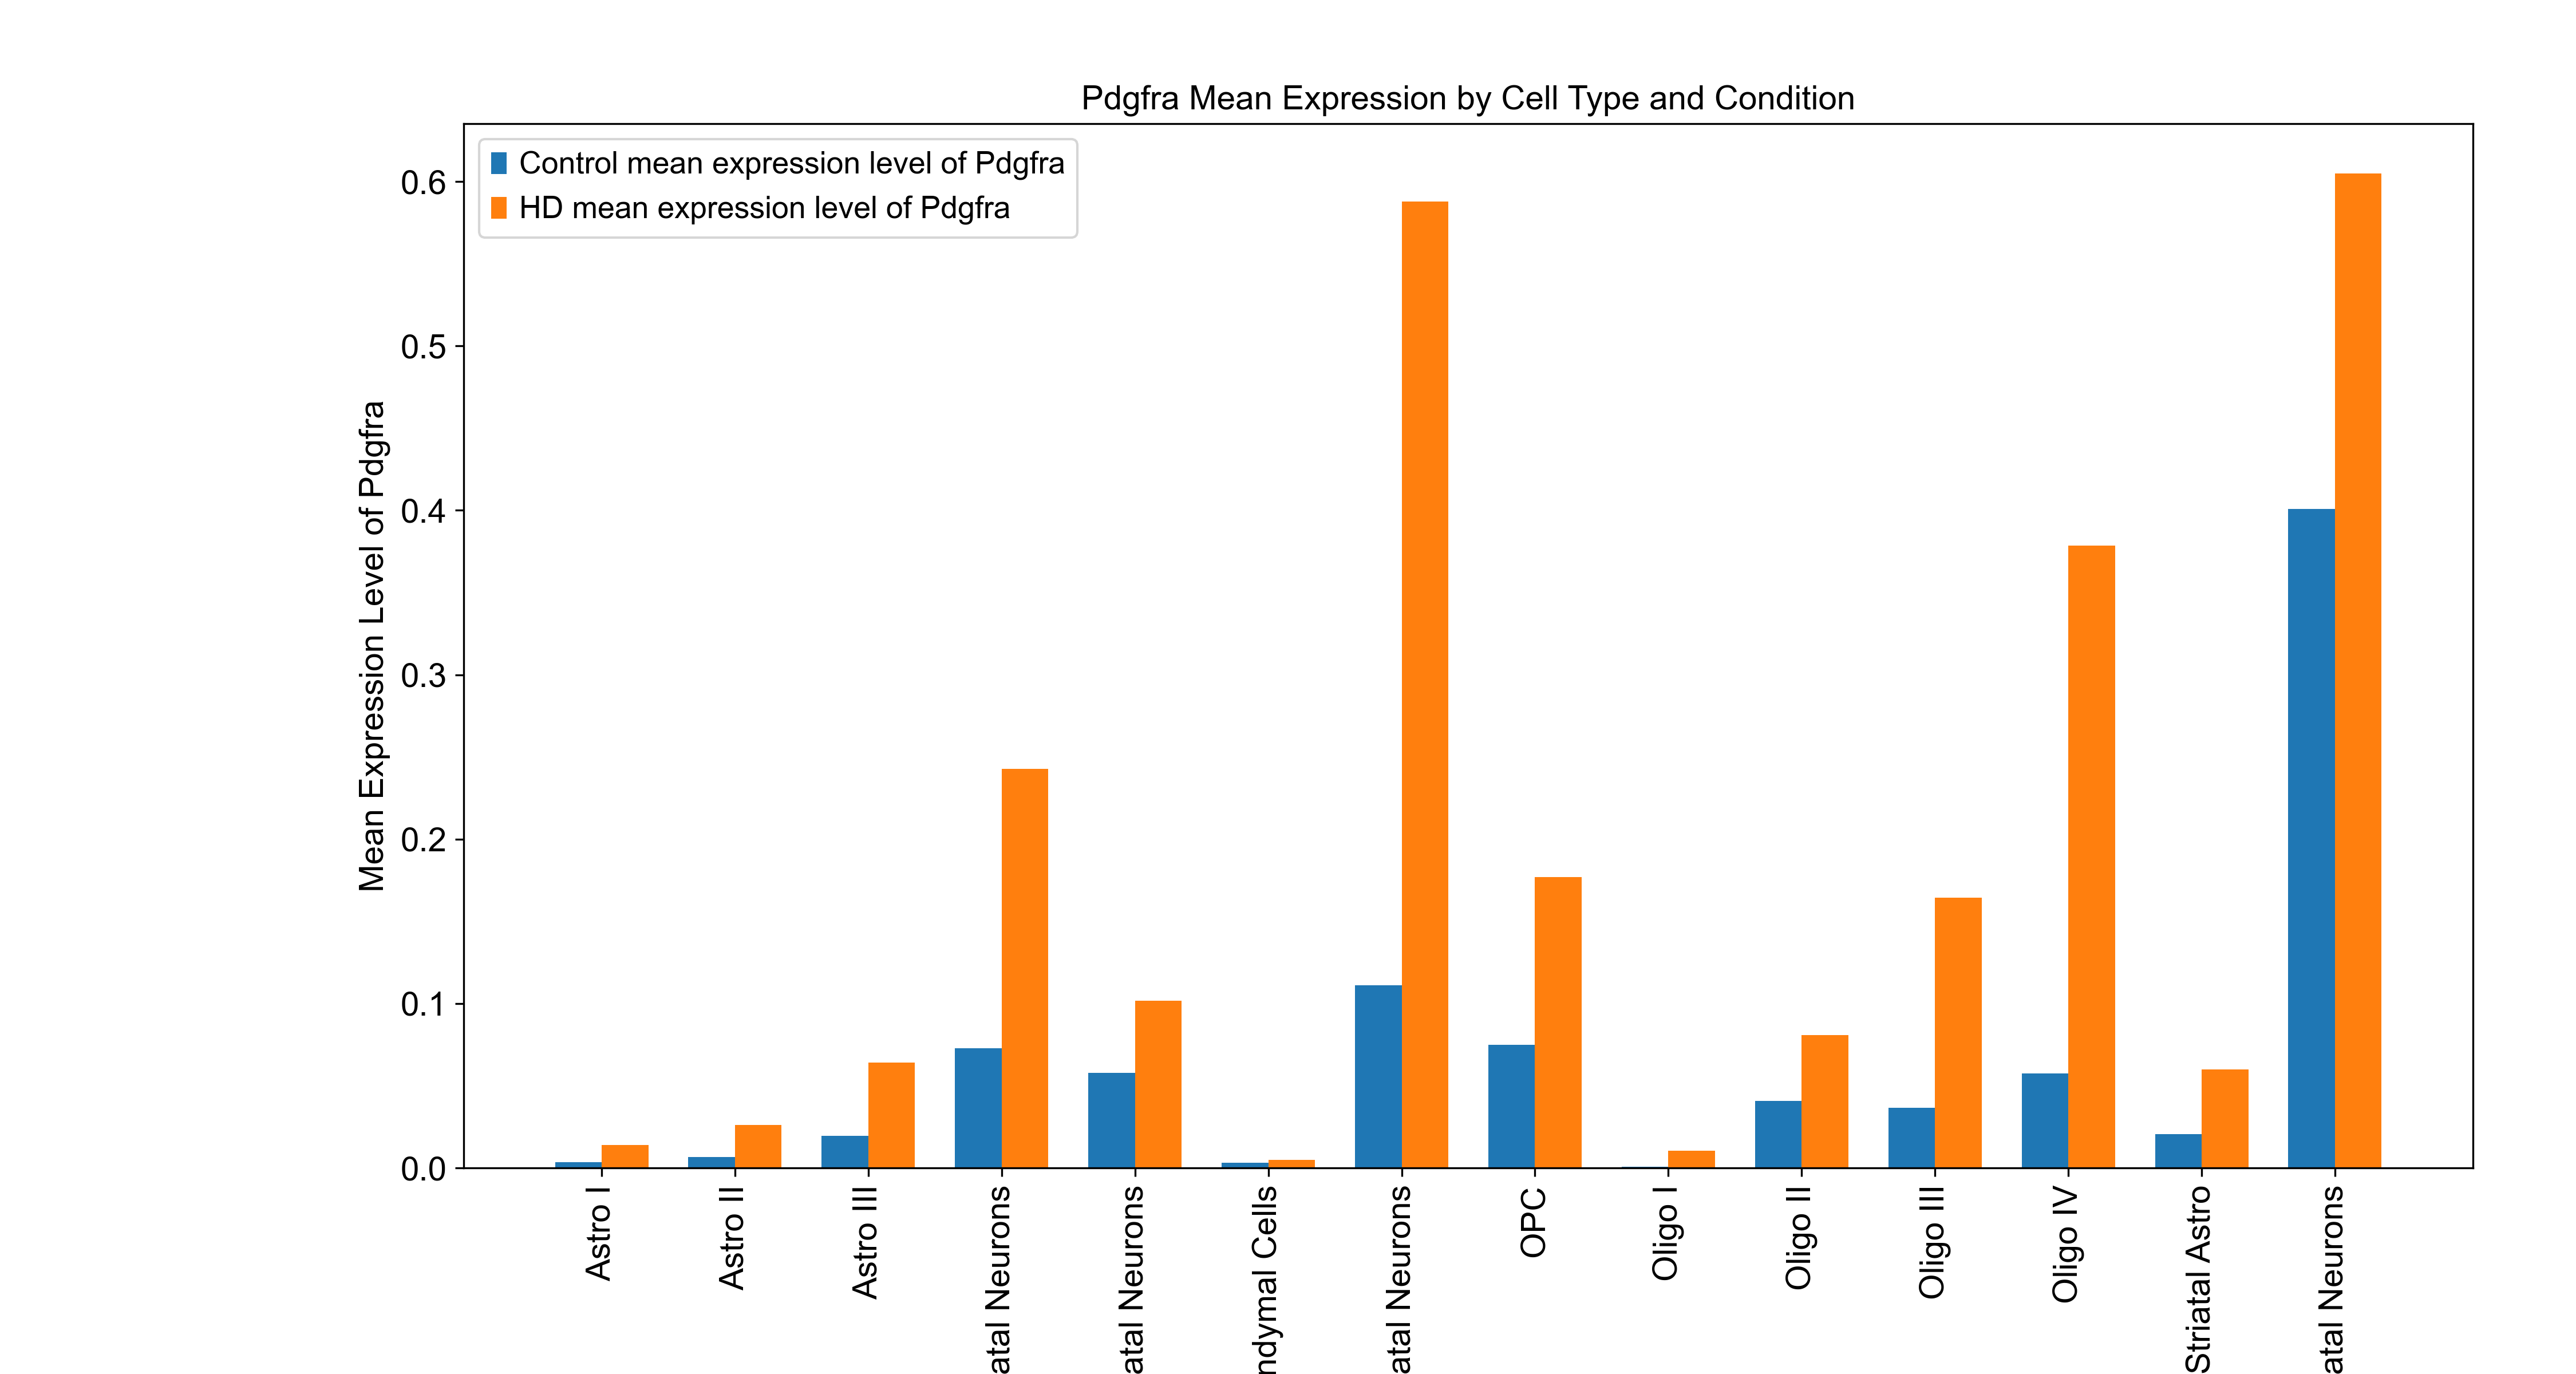 Pdgfra Mean Expression by Cell Type and Condition
Control mean expression level of Pdgfra
HD mean expression level of Pdgfra
Mean Expression Level of Pdgfra
0.6
0.5
0.4
0.3
0.2
0.1
0.0
Astro I
Astro II
Astro III
atal Neurons
atal Neurons
ndymal Cells
atal Neurons
OPC
Oligo I
Oligo II
Oligo III
Oligo IV
Striatal Astro
atal Neurons